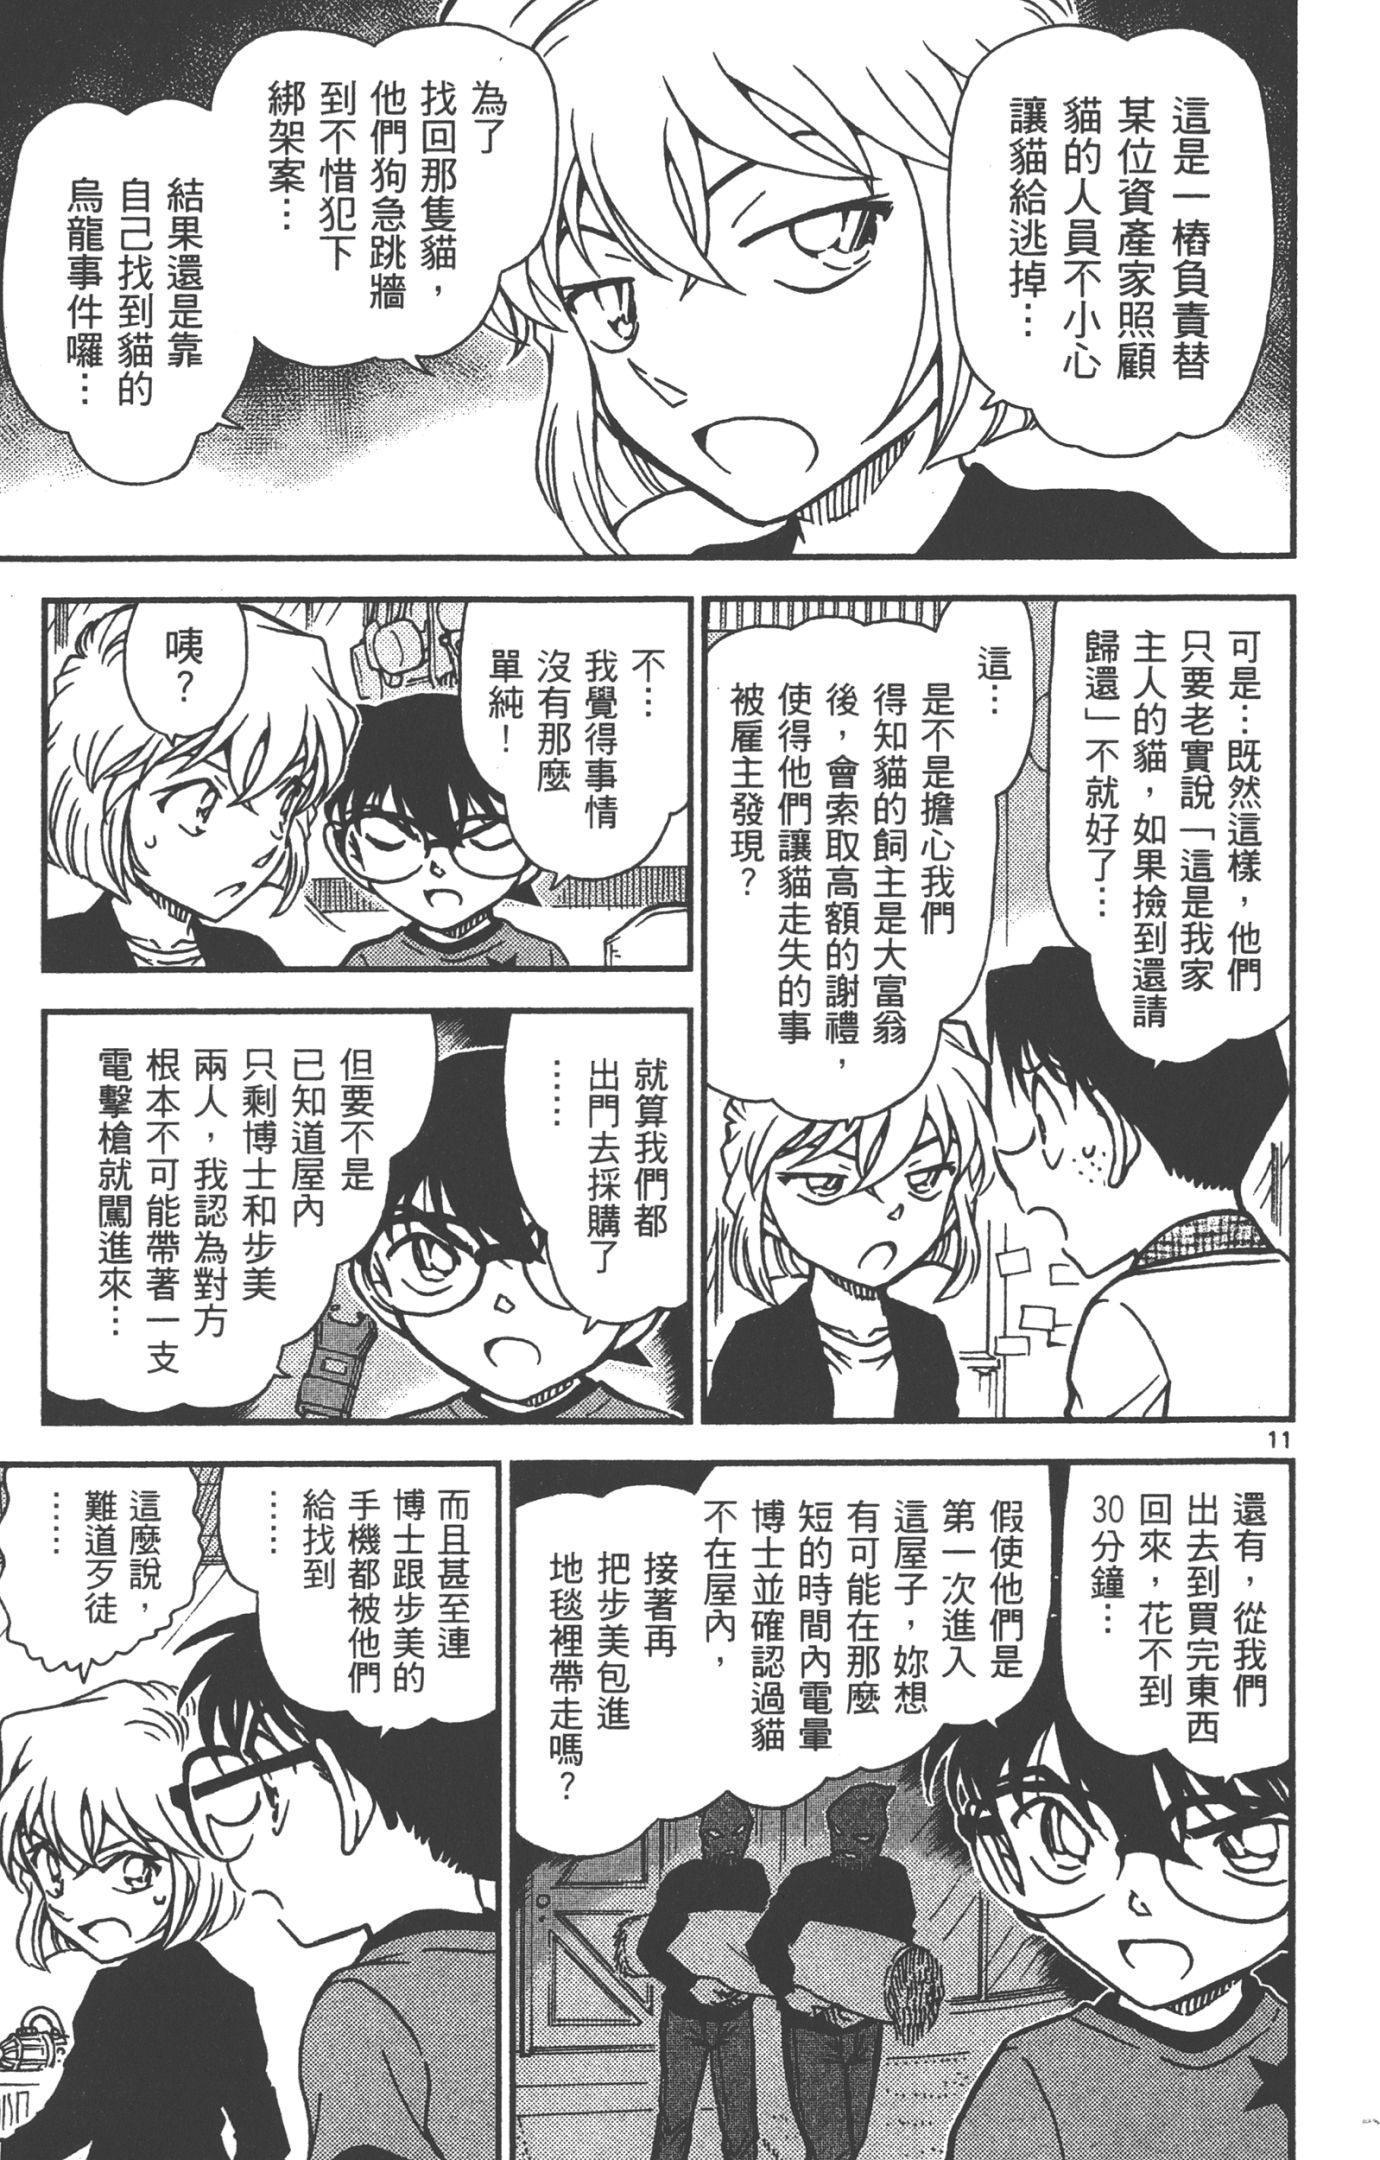 這是一樁負責替
某位資產家照顧
貓的人員不小心
讓貓給逃掉…
為了
找回那隻貓，
他們狗急跳牆
到不惜犯下
綁架案…
結果還是靠
自己找到貓的
烏龍事件囉…
可是…既然這樣，他們
只要老實說「這是我家
主人的貓，如果撿到還請
歸還」不就好了…
這…
是不是擔心我們
得知貓的飼主是大富翁
後，會索取高額的謝禮，
使得他們讓貓走失的事
被雇主發現？
不…
我覺得事情
沒有那麼
單純！
咦？
就算我們都
出門去採購了
……
但要不是
已知道屋內
只剩博士和步美
兩人，我認為對方
根本不可能帶著一支
電擊槍就闖進來…
11
還有，從我們
出去到買完東西
回來，花不到
30分鐘…
假使他們是
第一次進入
這屋子，妳想
有可能在那麼
短的時間內電暈
博士並確認過貓
不在屋內，
接著再
把步美包進
地毯裡帶走嗎？
而且甚至連
博士跟步美的
手機都被他們
給找到
……
這麼說，
難道歹徒
……